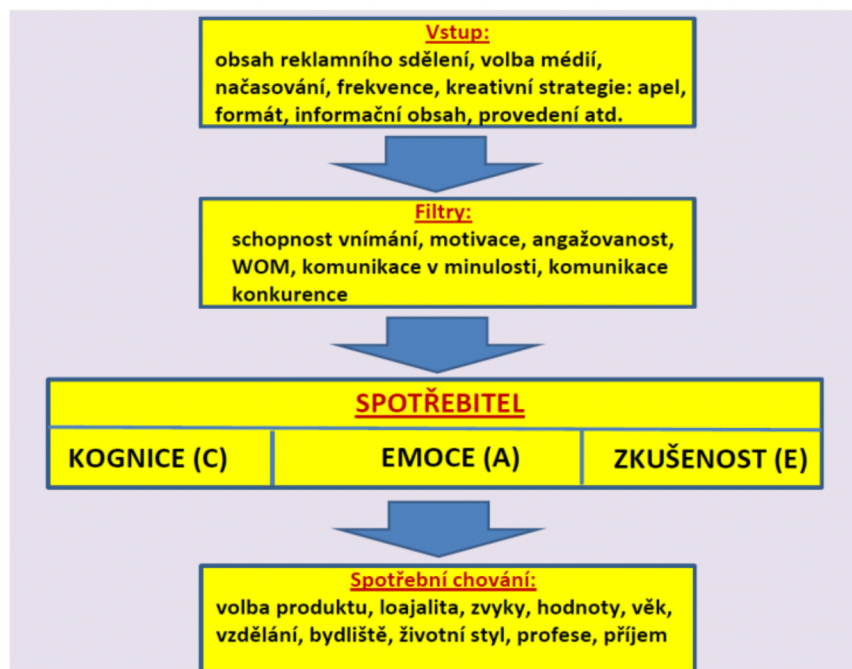 Vstup:
obsah reklamního sdělení, volba médií,
načasování, frekvence, kreativní strategie: apel,
formát, informační obsah, provedení atd.
Filtry:
schopnost vnímání, motivace, angažovanost,
WOM, komunikace v minulosti, komunikace
konkurence
SPOTŘEBITEL
KOGNICE (C)
EMOCE (A)
ZKUŠENOST (E)
Spotřební chování:
volba produktu, loajalita, zvyky, hodnoty, věk,
vzdělání, bydliště, životní styl, profese, příjem